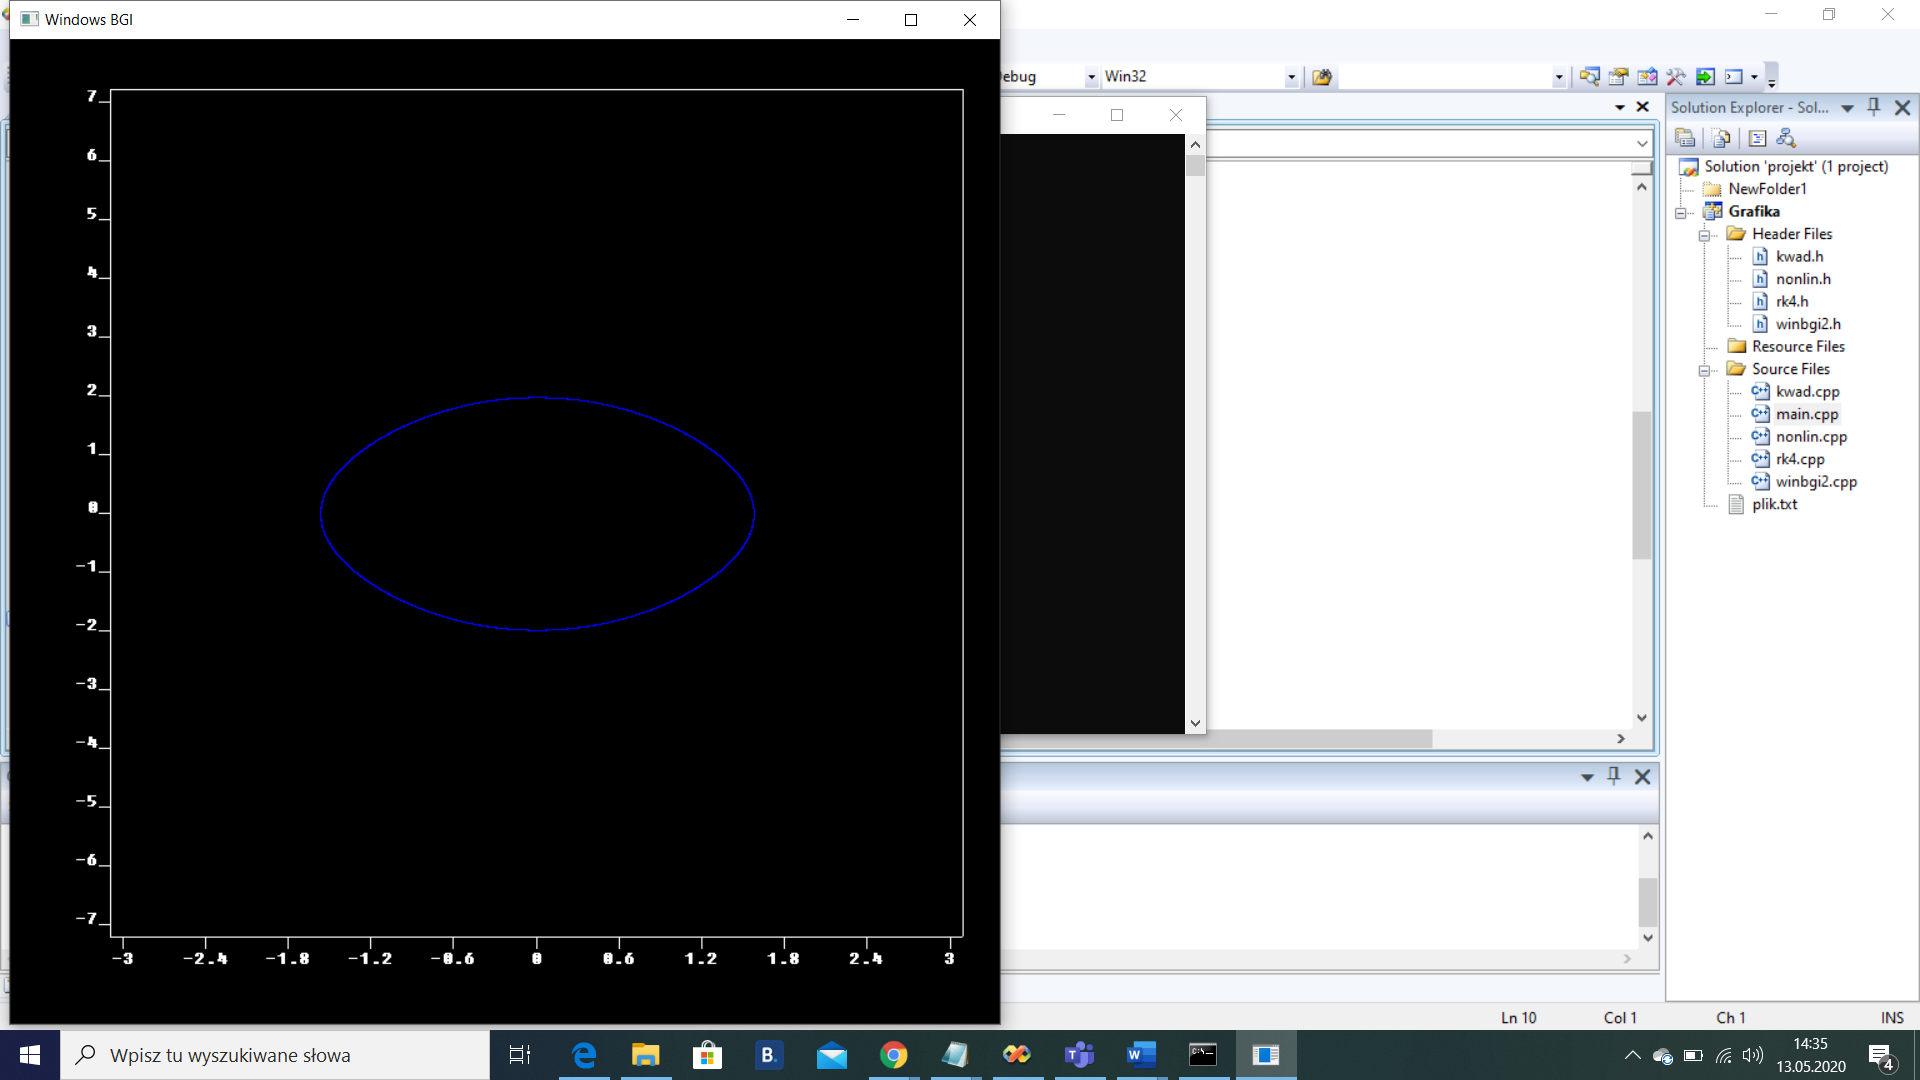 Windows BGI
ebug
Win32
7
6
5
4
3
2
1
0
-1
-2
-3
-4
-5
-6
-7
-3 -2.4 -1.8 -1.2 -0.6 0 0.6 1.2 1.8 2.4 3
Solution Explorer - Sol...
Solution 'projekt' (1 project)
NewFolder1
Grafika
Header Files
kwad.h
nonlin.h
rk4.h
winbgi2.h
Resource Files
Source Files
kwad.cpp
main.cpp
nonlin.cpp
rk4.cpp
winbgi2.cpp
plik.txt
Ln 10 Col 1 Ch 1 INS
Wpisz tu wyszukiwane słowa
B.
14:35
13.05.2020
4